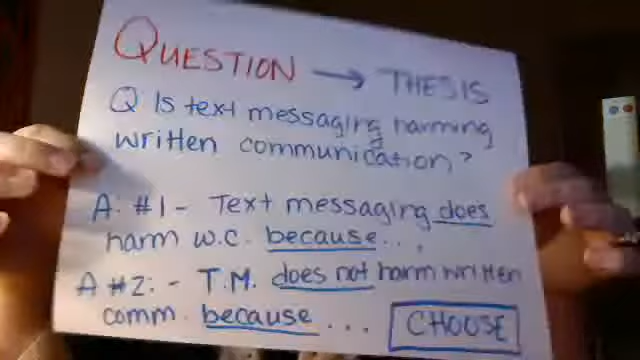 QUESTION → THESIS
Q Is text messaging harming
written communication?
A: #1 - Text messaging does
harm w.c. because...
A #2: - T.M. does not harm written
comm. because ...
CHOOSE